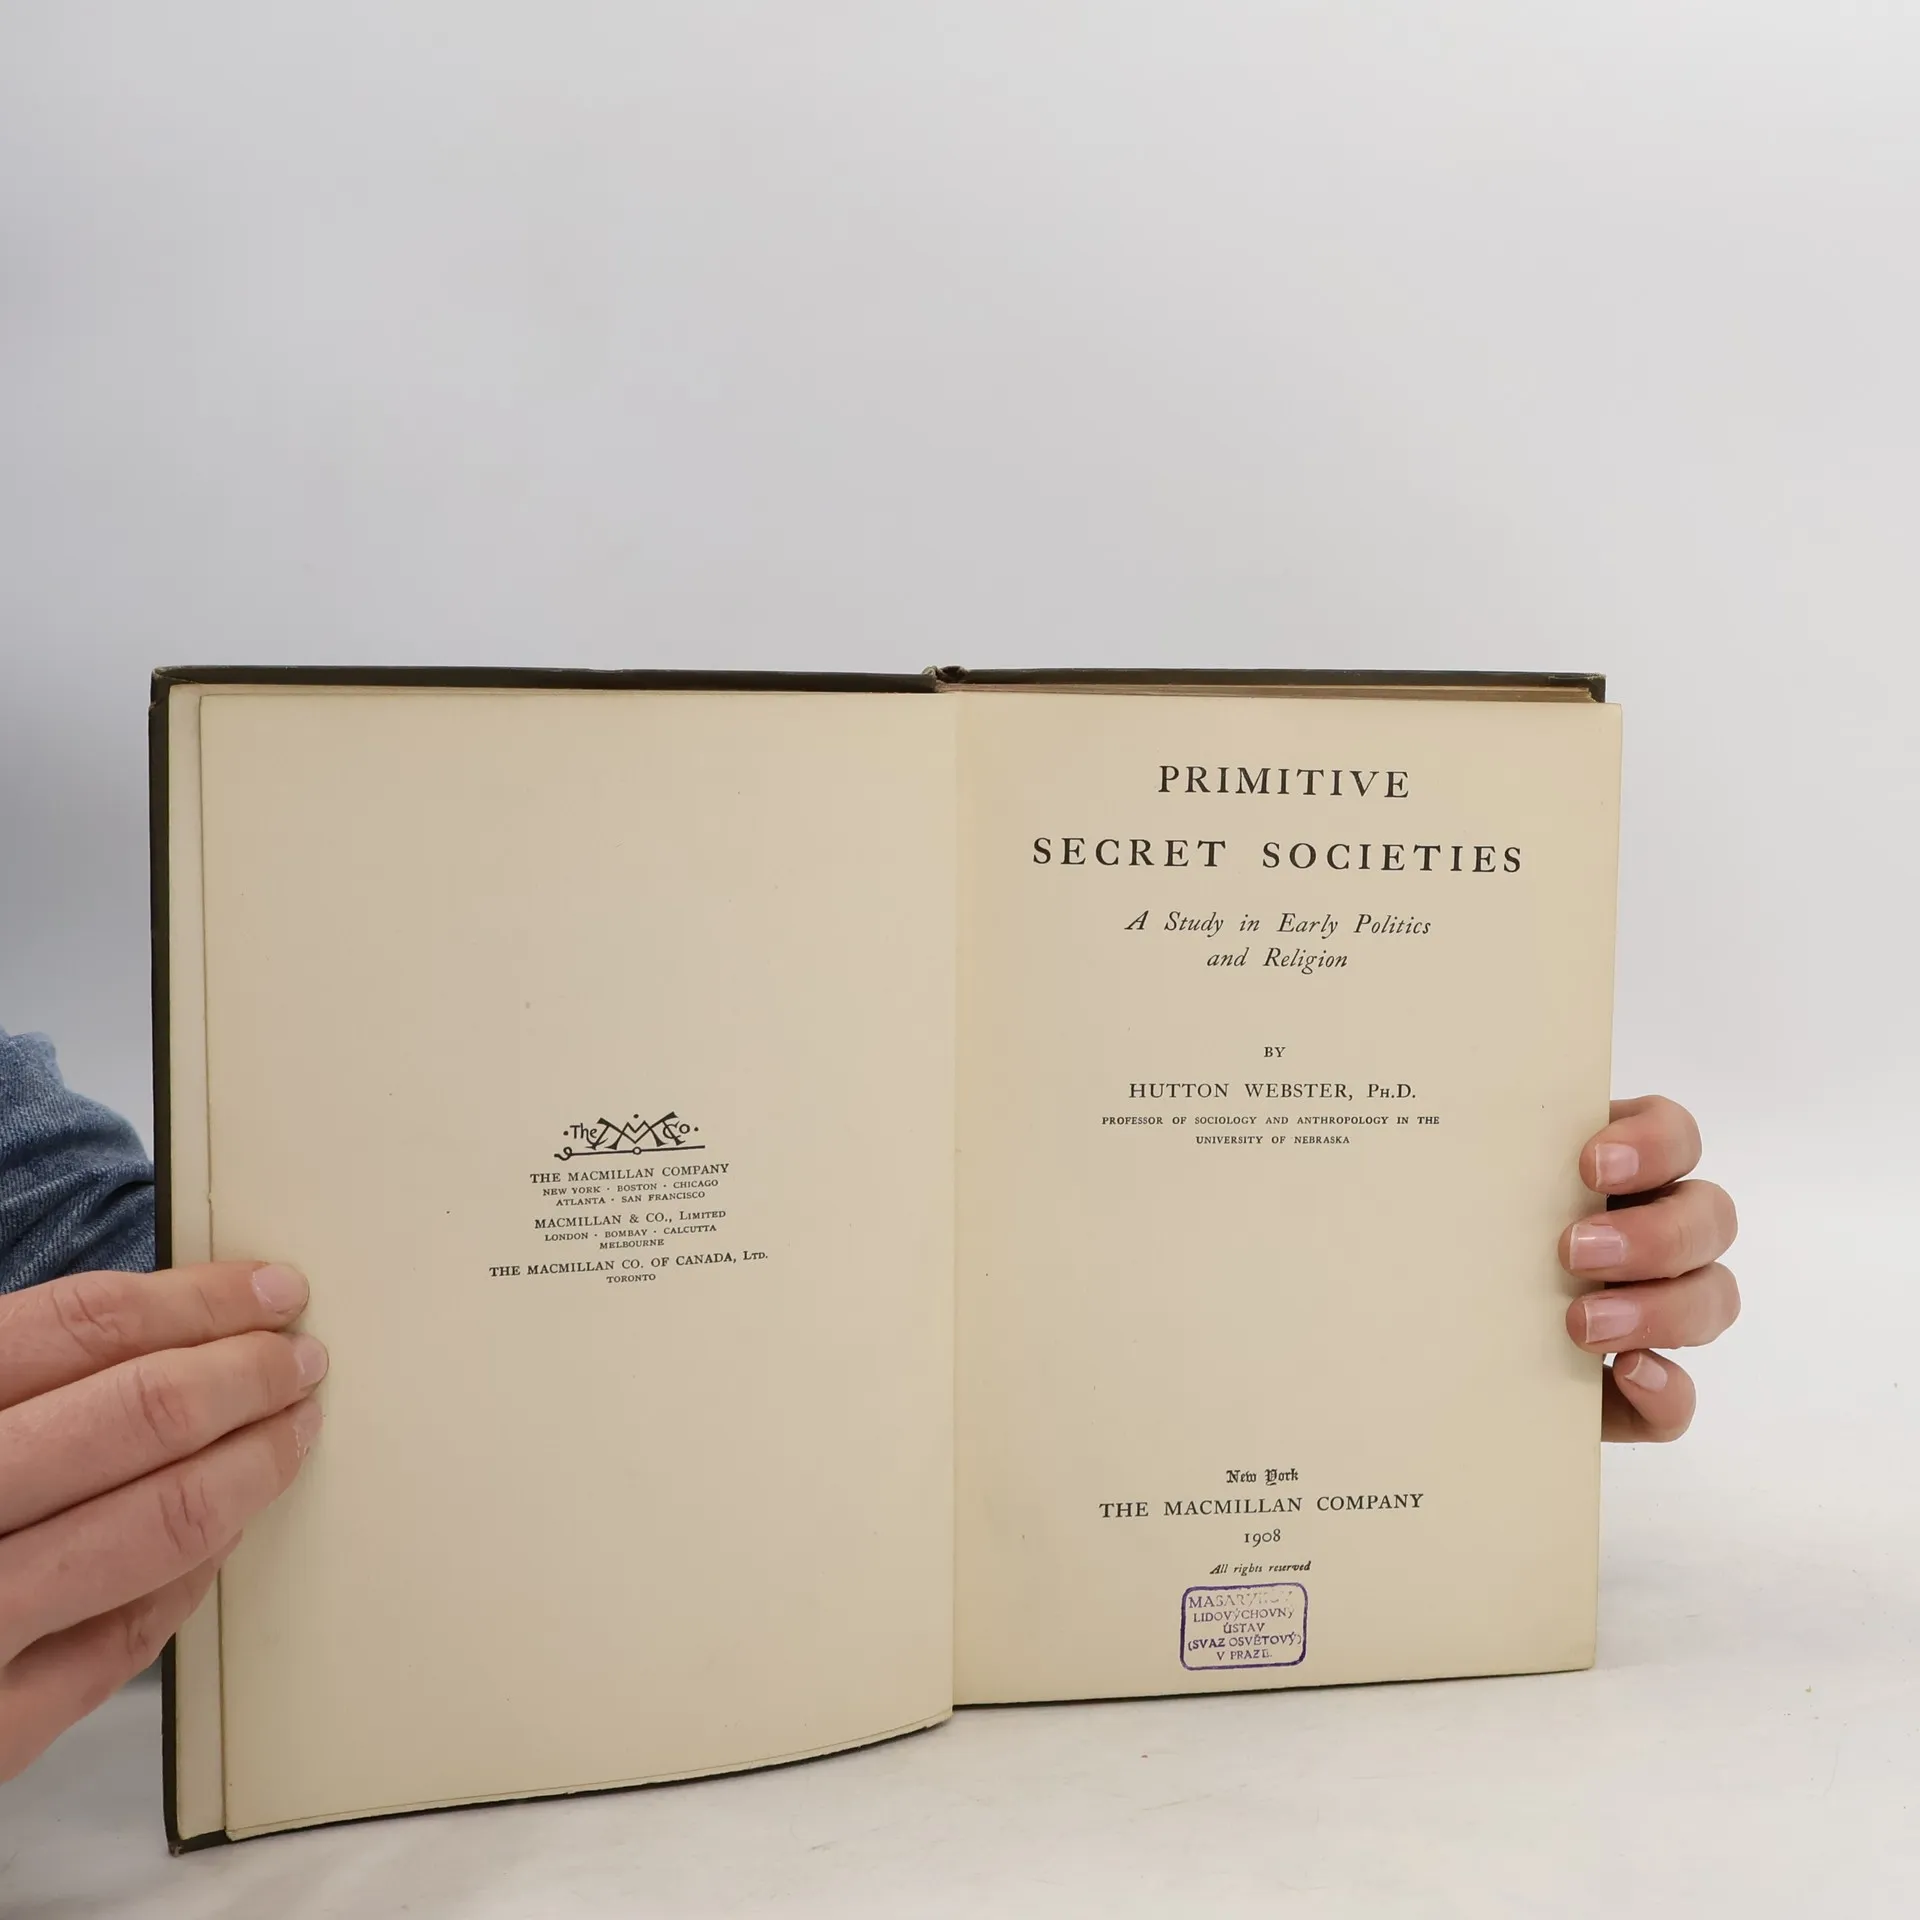 ·The M Co·
THE MACMILLAN COMPANY
NEW YORK · BOSTON · CHICAGO
ATLANTA · SAN FRANCISCO
MACMILLAN & CO., LIMITED
LONDON · BOMBAY · CALCUTTA
MELBOURNE
THE MACMILLAN CO. OF CANADA, LTD.
TORONTO
PRIMITIVE
SECRET SOCIETIES
A Study in Early Politics
and Religion
BY
HUTTON WEBSTER, PH.D.
PROFESSOR OF SOCIOLOGY AND ANTHROPOLOGY IN THE
UNIVERSITY OF NEBRASKA
New York
THE MACMILLAN COMPANY
1908
All rights reserved
LIDOVÝCHOVNÝ
ÚSTAV
(SVAZ OSVĚTOVÝ)
V PRAZE.